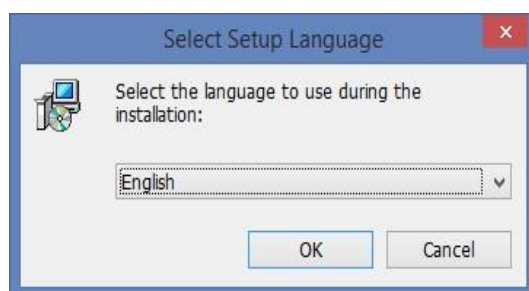 Select Setup Language
Select the language to use during the
installation:
English
OK
Cancel